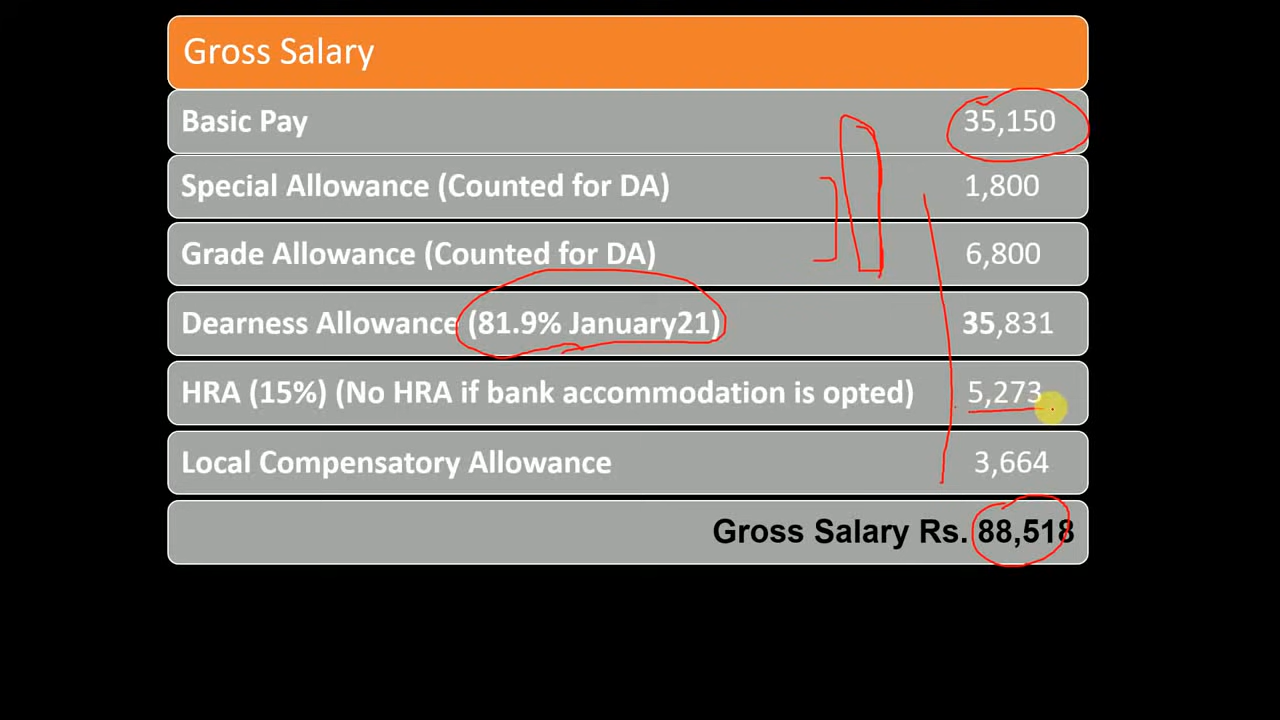 Gross Salary
Basic Pay 35,150
Special Allowance (Counted for DA) 1,800
Grade Allowance (Counted for DA) 6,800
Dearness Allowance (81.9% January21) 35,831
HRA (15%) (No HRA if bank accommodation is opted) 5,273
Local Compensatory Allowance 3,664
Gross Salary Rs. 88,518